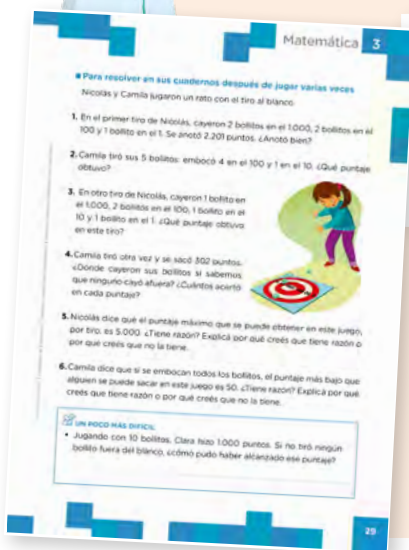 Matemática 3
Para resolver en sus cuadernos después de jugar varias veces
Nicolás y Camila jugaron un rato con el tiro al blanco.
1. En el primer tiro de Nicolás, cayeron 2 bollitos en el 1.000, 2 bollitos en el
100 y 1 bollito en el 1. Se anotó 2.201 puntos. ¿Anotó bien?
2. Camila tiró sus 5 bollitos: embocó 4 en el 100 y 1 en el 10. ¿Qué puntaje
obtuvo?
3. En otro tiro de Nicolás, cayeron 1 bollito en
el 1.000, 2 bollitos en el 100, 1 bollito en el
10 y 1 bollito en el 1. ¿Qué puntaje obtuvo
en este tiro?
4. Camila tiró otra vez y se sacó 302 puntos.
¿Dónde cayeron sus bollitos si sabemos
que ninguno cayó afuera? ¿Cuántos acertó
en cada puntaje?
5. Nicolás dice que el puntaje máximo que se puede obtener en este juego,
por tiro, es 5.000. ¿Tiene razón? Explicá por qué creés que tiene razón o
por qué creés que no la tiene.
6. Camila dice que si se embocan todos los bollitos, el puntaje más bajo que
alguien se puede sacar en este juego es 50. ¿Tiene razón? Explicá por qué
creés que tiene razón o por qué creés que no la tiene.
UN POCO MÁS DIFÍCIL
• Jugando con 10 bollitos, Clara hizo 1.000 puntos. Si no tiró ningún
bollito fuera del blanco, ¿cómo pudo haber alcanzado ese puntaje?
29